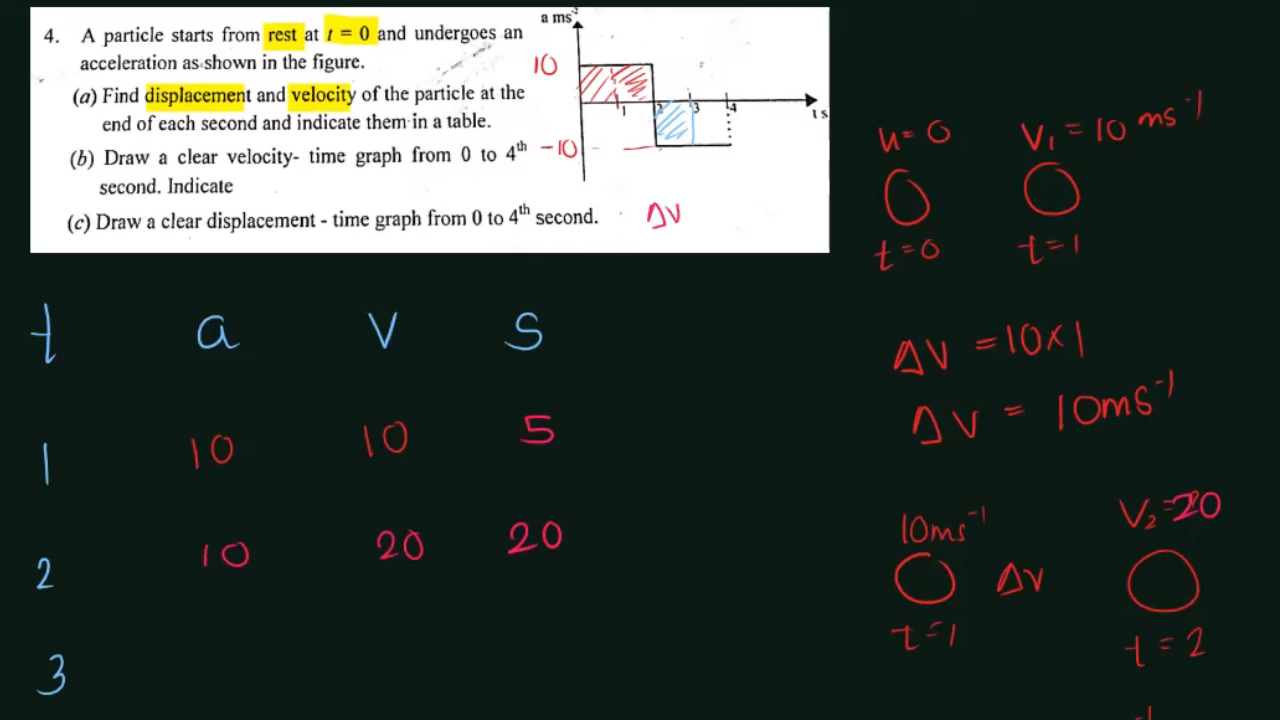 4. A particle starts from rest at t = 0 and undergoes an
acceleration as shown in the figure.
(a) Find displacement and velocity of the particle at the
end of each second and indicate them in a table.
(b) Draw a clear velocity- time graph from 0 to 4th
second. Indicate
(c) Draw a clear displacement - time graph from 0 to 4th second.
a ms⁻²
10
1 2 3 4
t s
-10
ΔV
u = 0 V₁ = 10 ms⁻¹
t = 0 t = 1
ΔV = 10 × 1
ΔV = 10ms⁻¹
10ms⁻¹ V₂ = 20
ΔV
t = 1 t = 2
t a v s
1 10 10 5
2 10 20 20
3